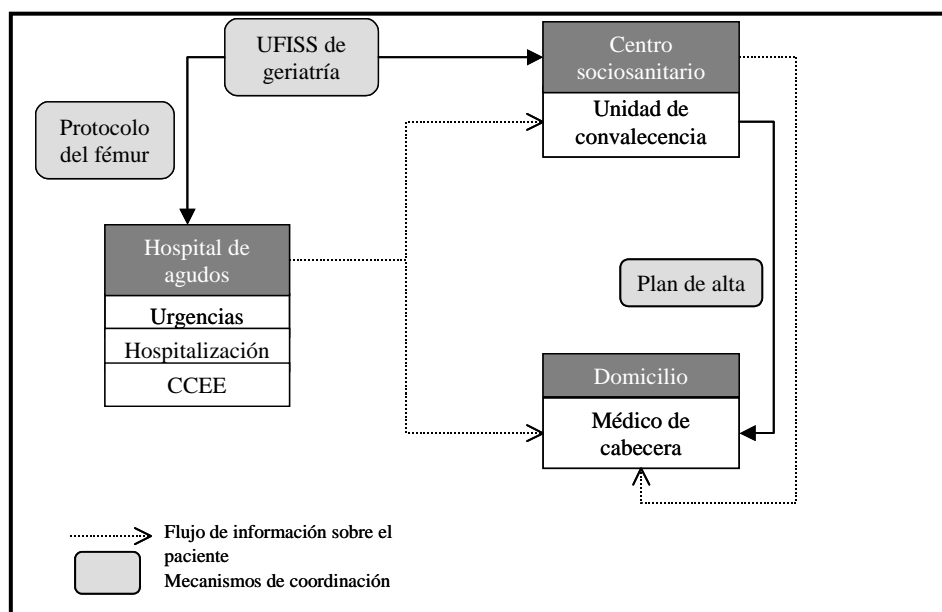 UFISS de
geriatría
Centro
sociosanitario
Unidad de
convalecencia
Protocolo
del fémur
Hospital de
agudos
Urgencias
Hospitalización
CCEE
Plan de alta
Domicilio
Médico de
cabecera
Flujo de información sobre el
paciente
Mecanismos de coordinación